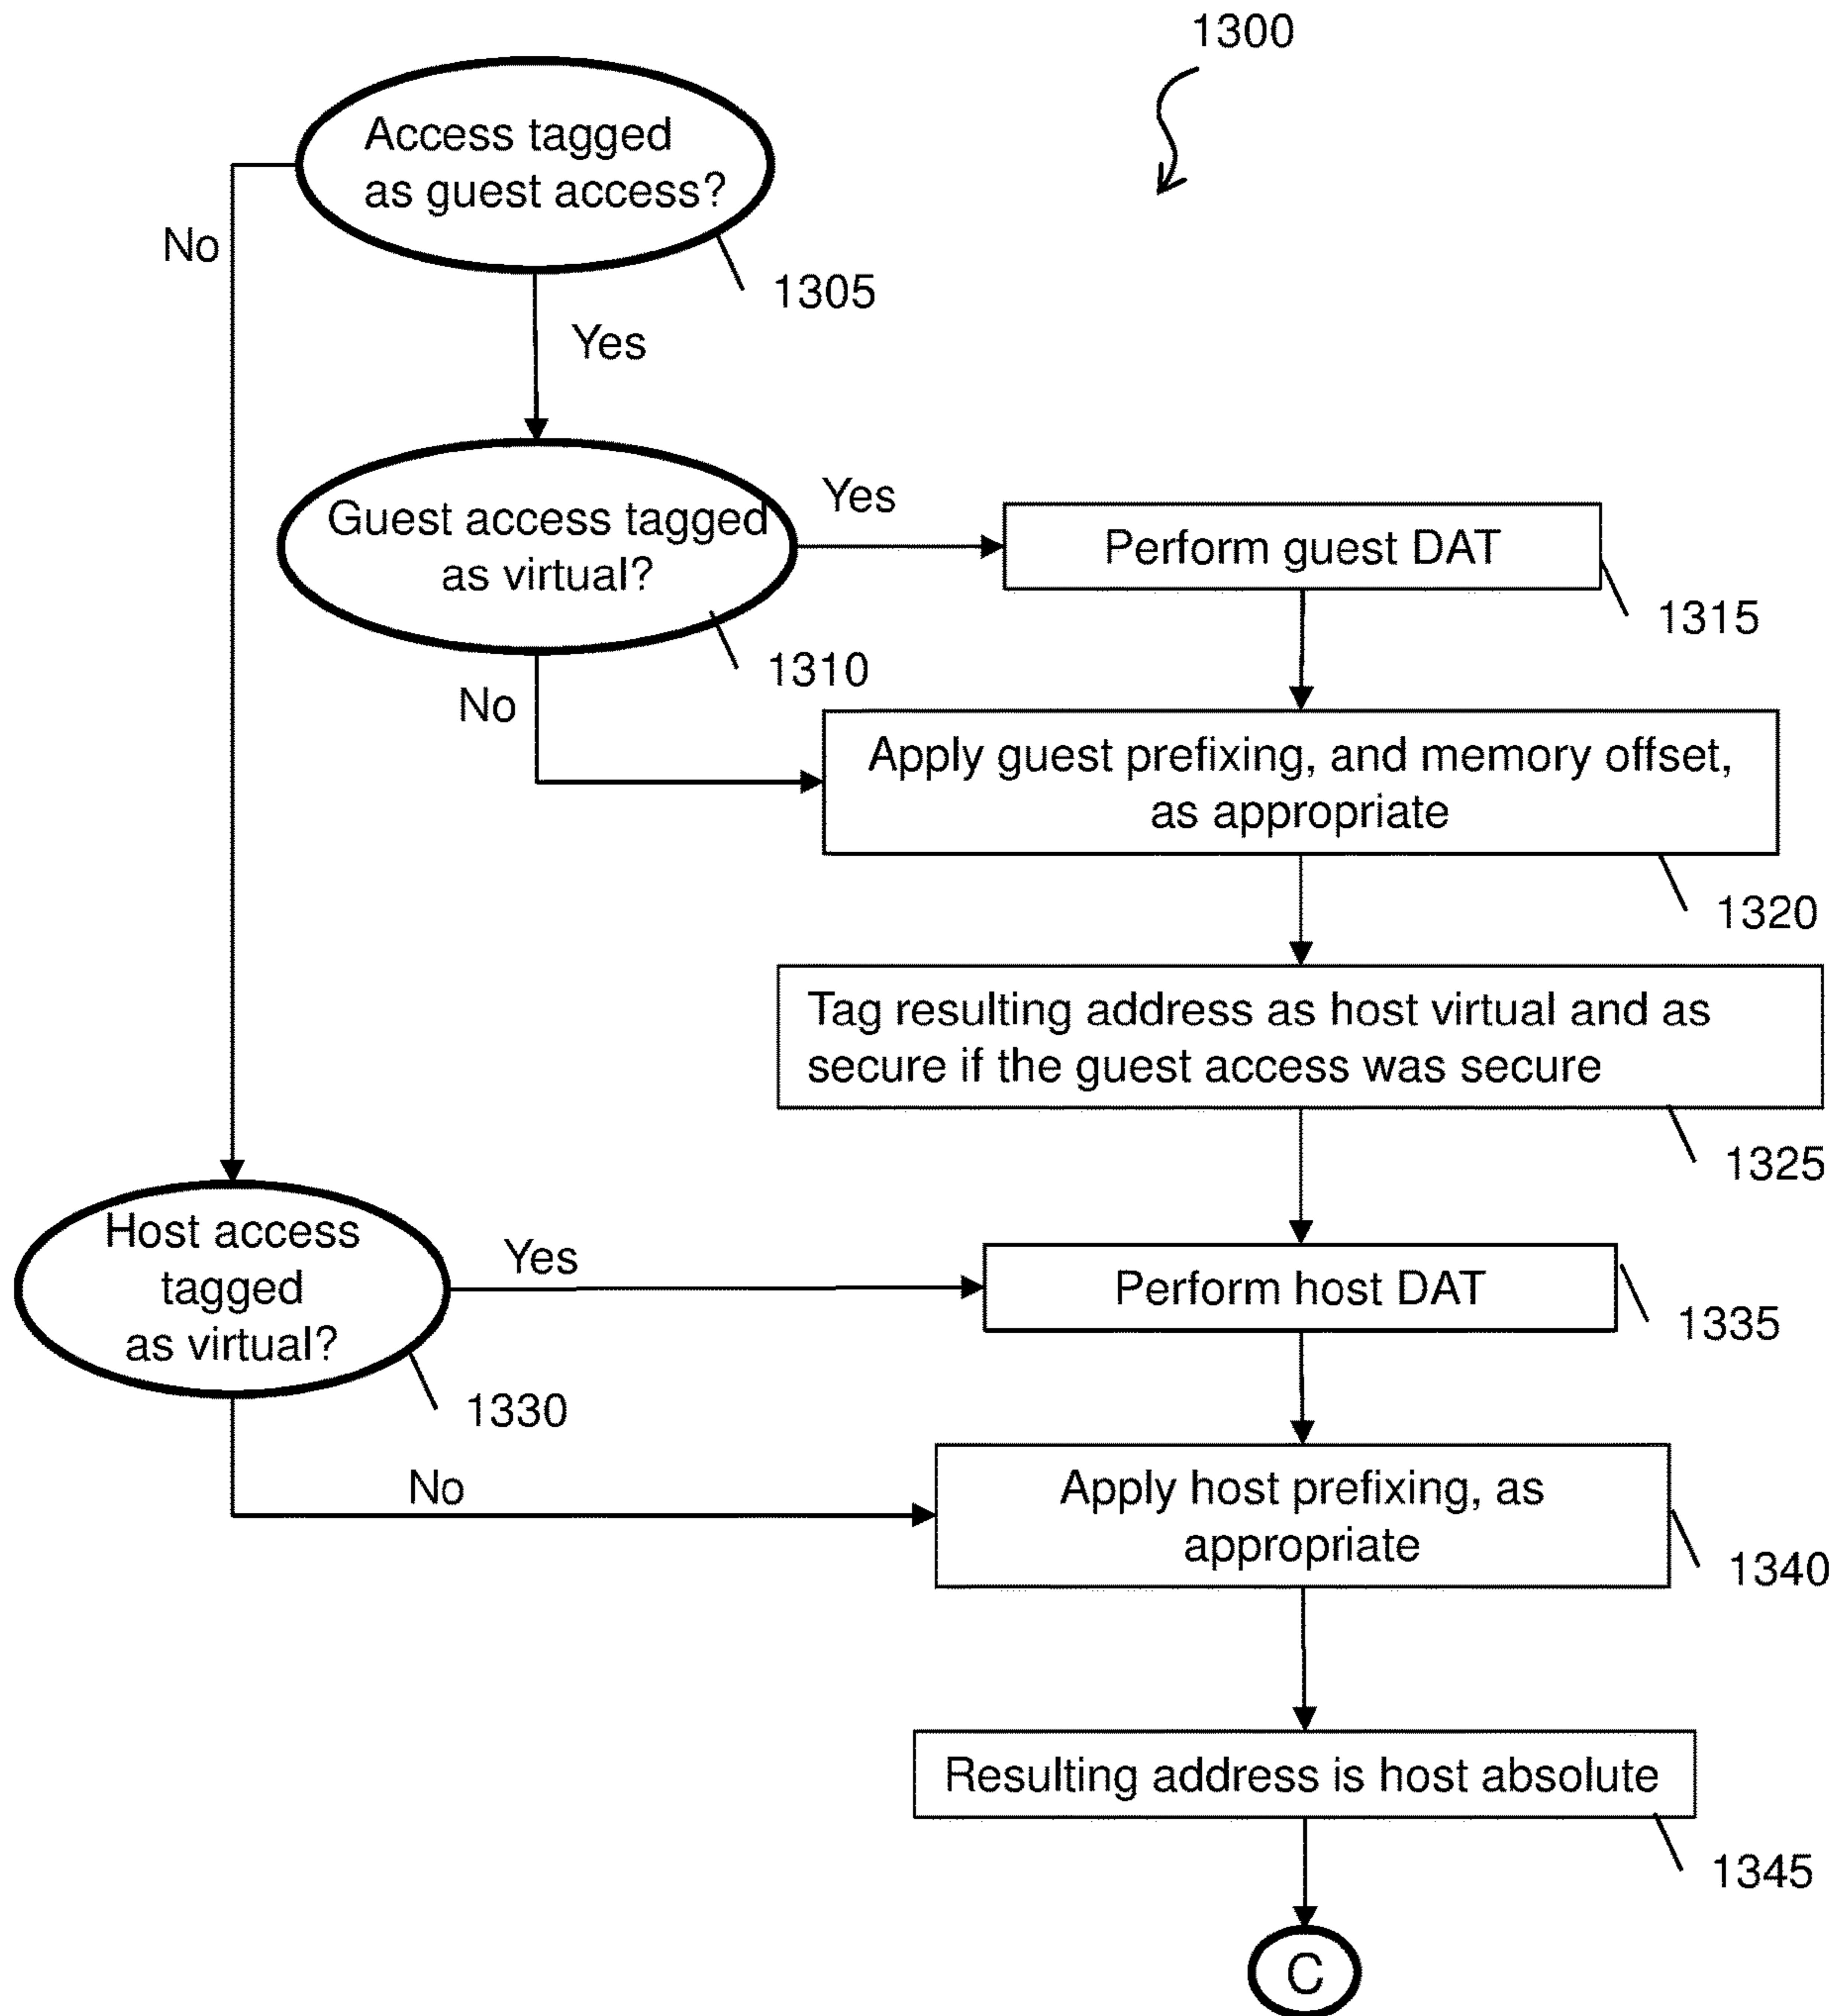 1300
Access tagged
as guest access?
No
1305
Yes
Guest access tagged
as virtual?
Yes
Perform guest DAT
1315
1310
No
Apply guest prefixing, and memory offset,
as appropriate
1320
Tag resulting address as host virtual and as
secure if the guest access was secure
1325
Host access
tagged
as virtual?
Yes
Perform host DAT
1335
1330
No
Apply host prefixing, as
appropriate
1340
Resulting address is host absolute
1345
C